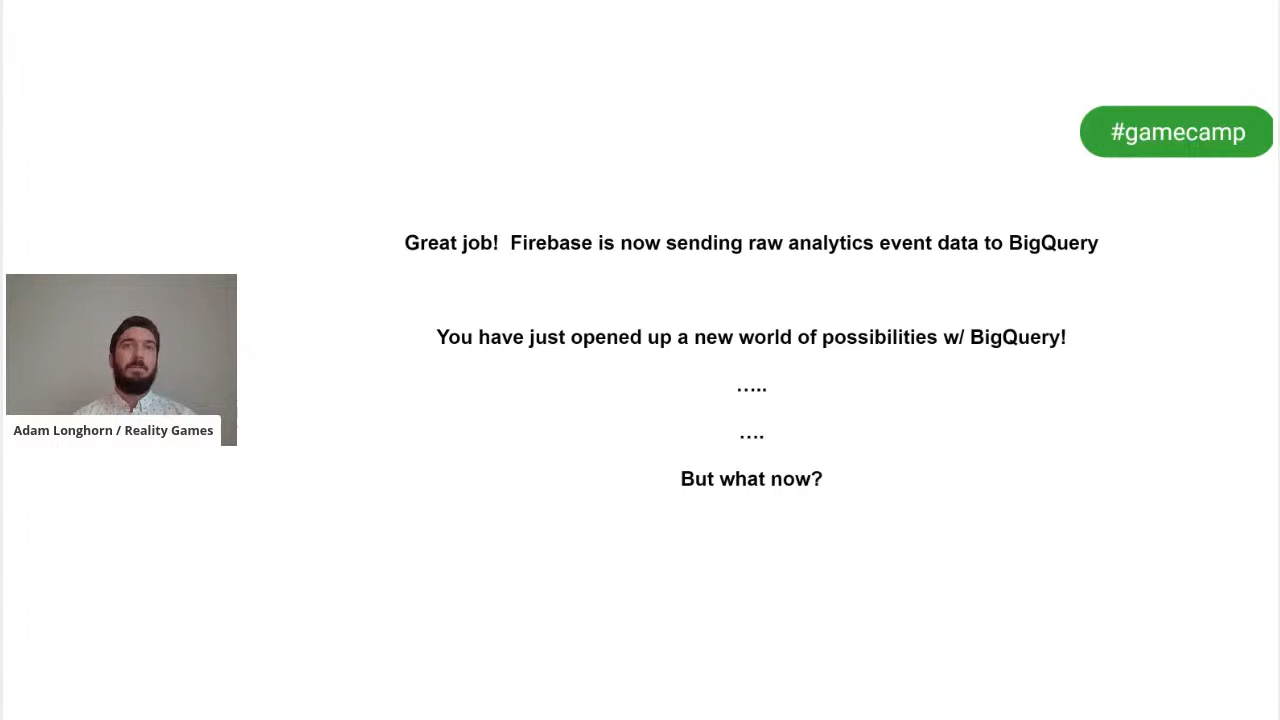 #gamecamp
Great job!  Firebase is now sending raw analytics event data to BigQuery
You have just opened up a new world of possibilities w/ BigQuery!
…..
….
But what now?
Adam Longhorn / Reality Games